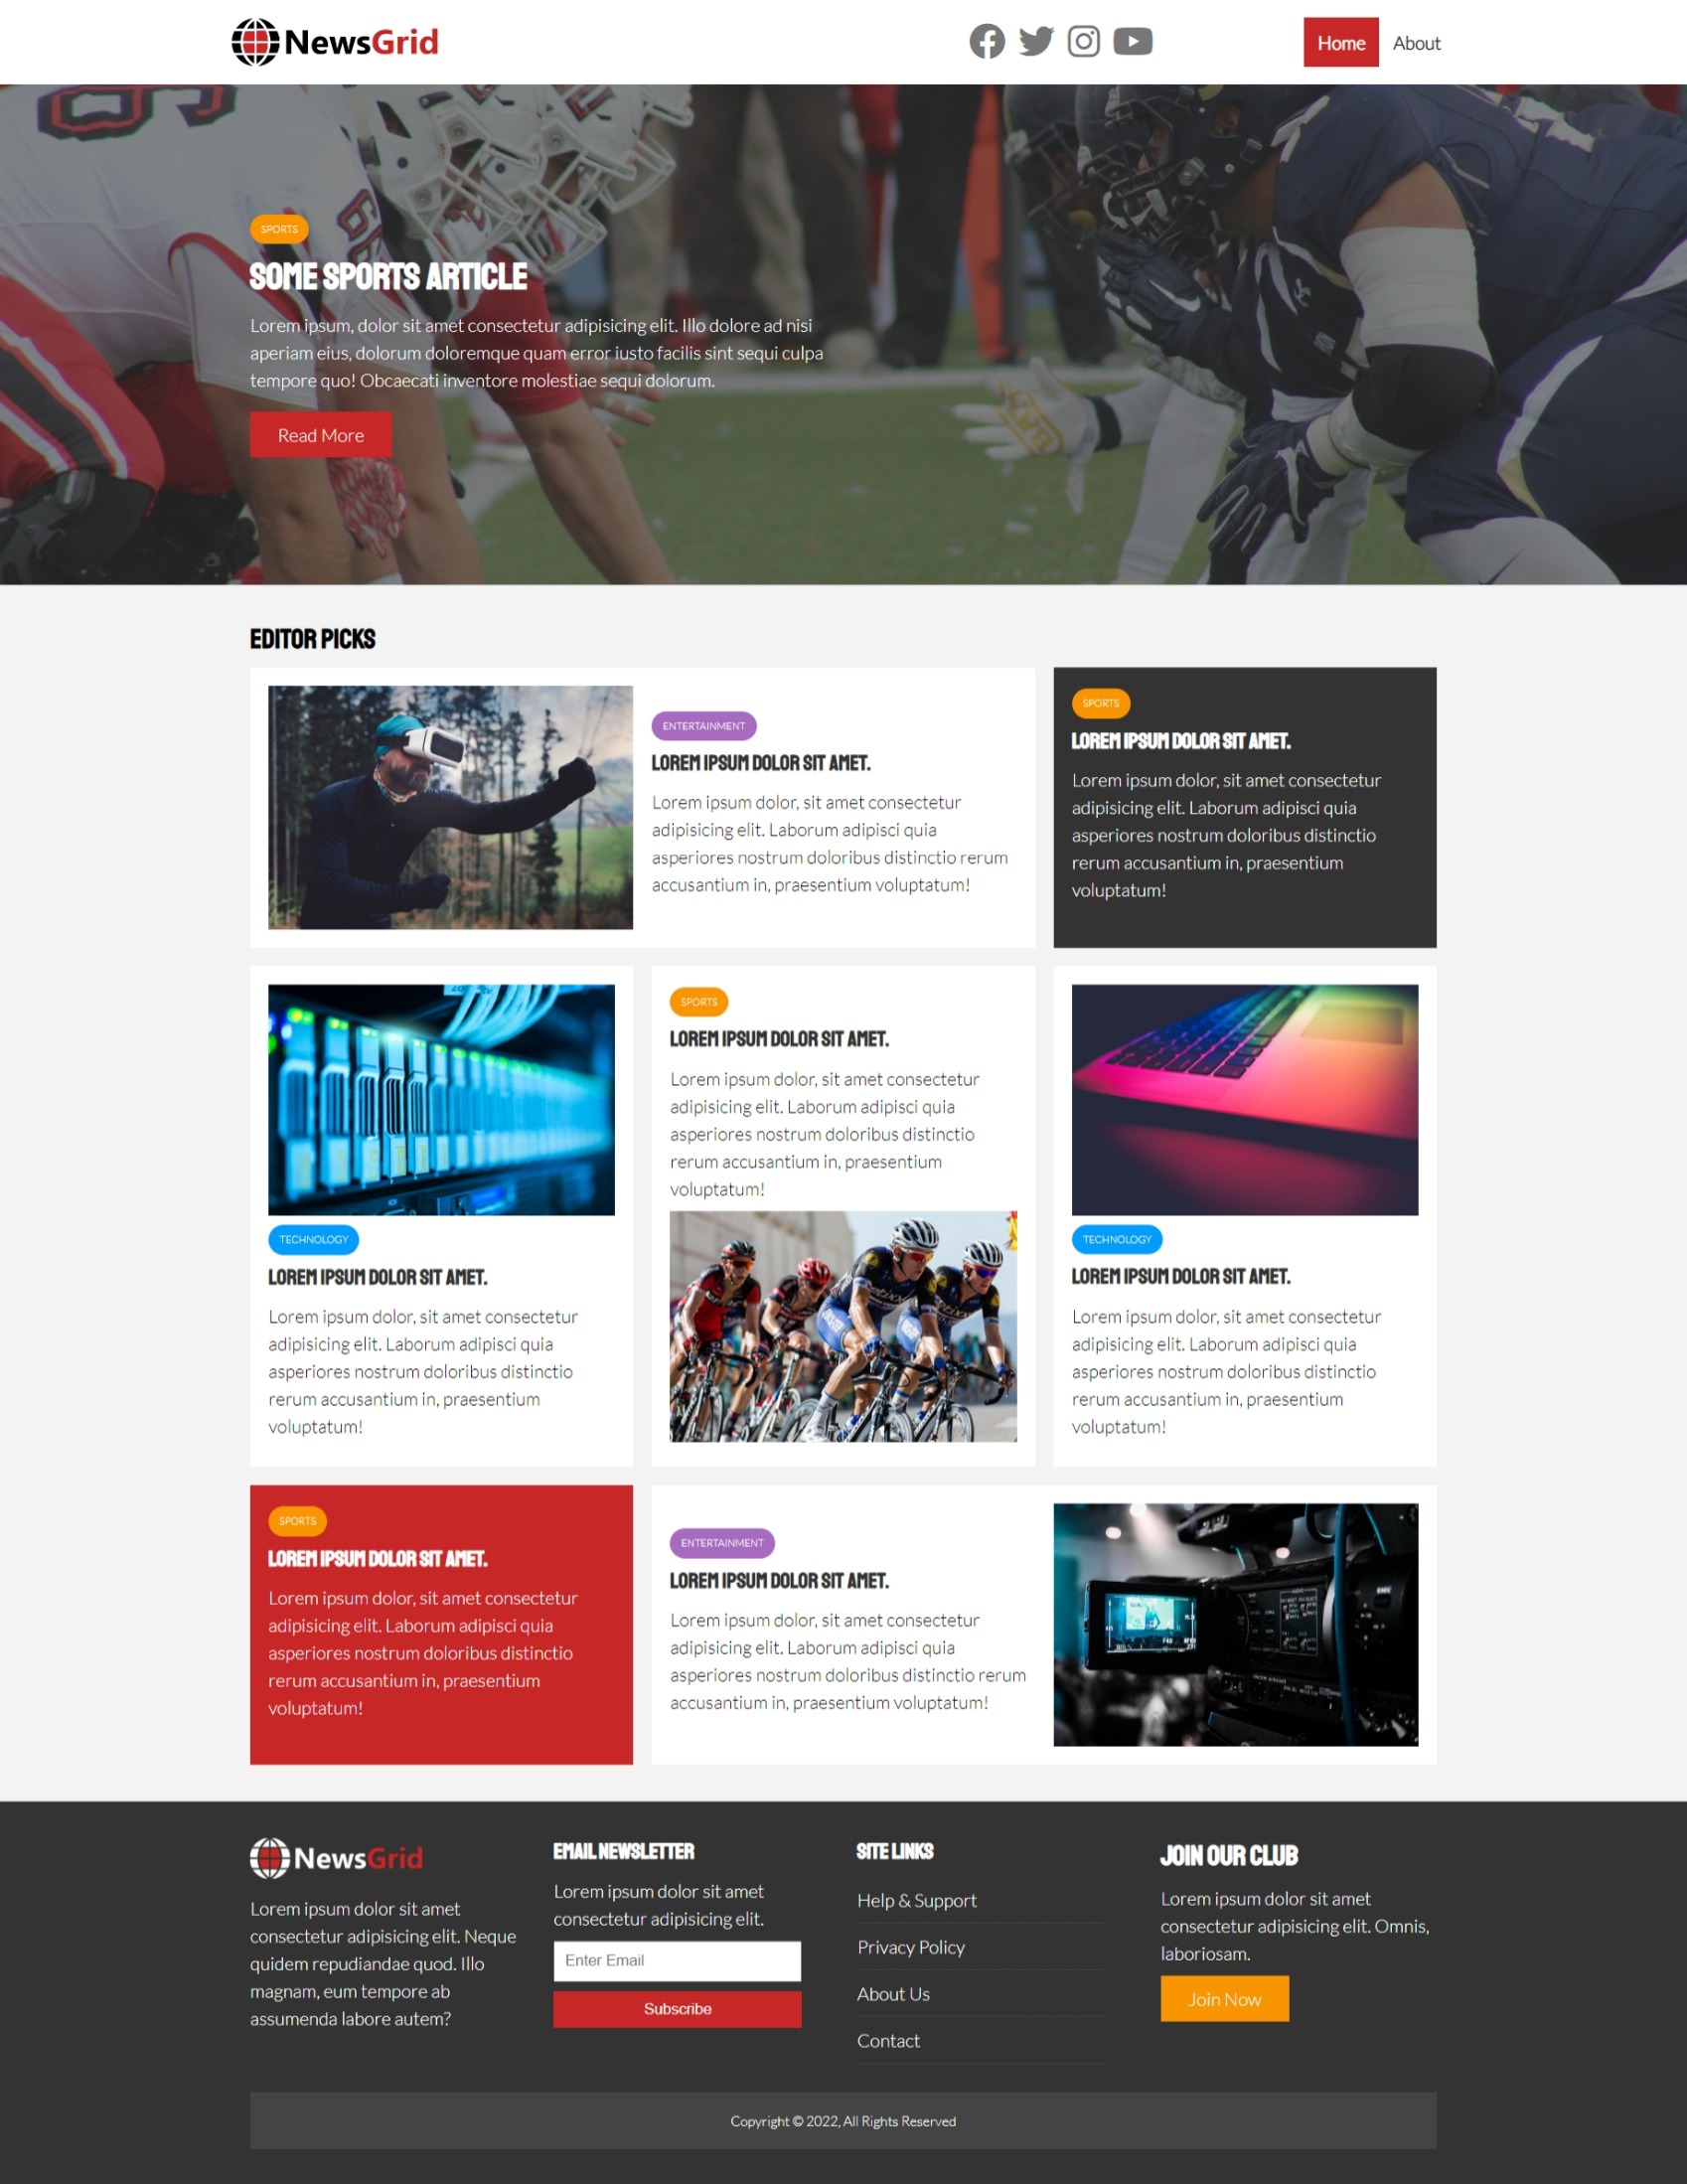 NewsGrid
Home About
SPORTS
SOME SPORTS ARTICLE
Lorem ipsum, dolor sit amet consectetur adipisicing elit. Illo dolore ad nisi
aperiam eius, dolorum doloremque quam error iusto facilis sint sequi culpa
tempore quo! Obcaecati inventore molestiae sequi dolorum.
Read More
EDITOR PICKS
ENTERTAINMENT
LOREM IPSUM DOLOR SIT AMET.
Lorem ipsum dolor, sit amet consectetur
adipisicing elit. Laborum adipisci quia
asperiores nostrum doloribus distinctio rerum
accusantium in, praesentium voluptatum!
SPORTS
LOREM IPSUM DOLOR SIT AMET.
Lorem ipsum dolor, sit amet consectetur
adipisicing elit. Laborum adipisci quia
asperiores nostrum doloribus distinctio
rerum accusantium in, praesentium
voluptatum!
TECHNOLOGY
LOREM IPSUM DOLOR SIT AMET.
Lorem ipsum dolor, sit amet consectetur
adipisicing elit. Laborum adipisci quia
asperiores nostrum doloribus distinctio
rerum accusantium in, praesentium
voluptatum!
SPORTS
LOREM IPSUM DOLOR SIT AMET.
Lorem ipsum dolor, sit amet consectetur
adipisicing elit. Laborum adipisci quia
asperiores nostrum doloribus distinctio
rerum accusantium in, praesentium
voluptatum!
TECHNOLOGY
LOREM IPSUM DOLOR SIT AMET.
Lorem ipsum dolor, sit amet consectetur
adipisicing elit. Laborum adipisci quia
asperiores nostrum doloribus distinctio
rerum accusantium in, praesentium
voluptatum!
SPORTS
LOREM IPSUM DOLOR SIT AMET.
Lorem ipsum dolor, sit amet consectetur
adipisicing elit. Laborum adipisci quia
asperiores nostrum doloribus distinctio
rerum accusantium in, praesentium
voluptatum!
ENTERTAINMENT
LOREM IPSUM DOLOR SIT AMET.
Lorem ipsum dolor, sit amet consectetur
adipisicing elit. Laborum adipisci quia
asperiores nostrum doloribus distinctio rerum
accusantium in, praesentium voluptatum!
NewsGrid
Lorem ipsum dolor sit amet
consectetur adipisicing elit. Neque
quidem repudiandae quod. Illo
magnam, eum tempore ab
assumenda labore autem?
EMAIL NEWSLETTER
Lorem ipsum dolor sit amet
consectetur adipisicing elit.
Enter Email
Subscribe
SITE LINKS
Help & Support
Privacy Policy
About Us
Contact
JOIN OUR CLUB
Lorem ipsum dolor sit amet
consectetur adipisicing elit. Omnis,
laboriosam.
Join Now
Copyright © 2022, All Rights Reserved